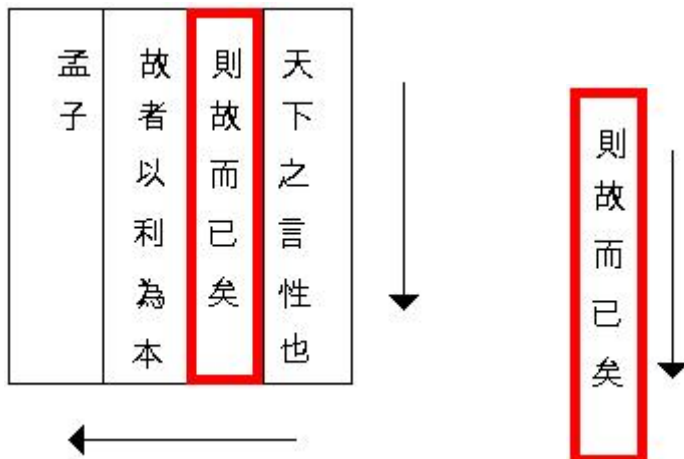 天下之言性也
則故而已矣
故者以利為本
孟子
則故而已矣